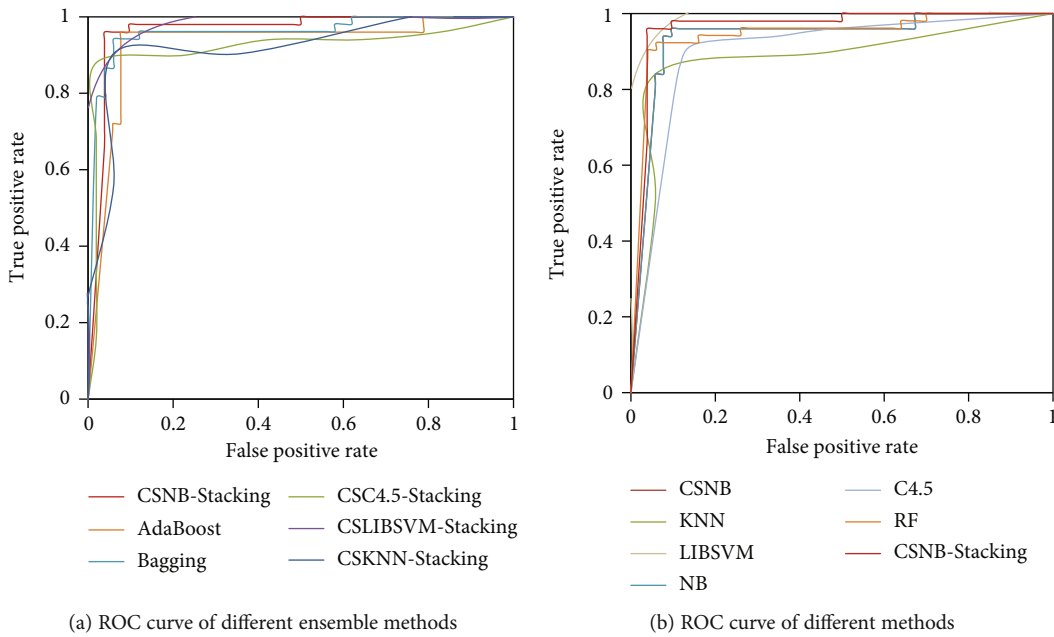 1
0.8
0.6
0.4
0.2
0
True positive rate
0 0.2 0.4 0.6 0.8 1
False positive rate
CSNB-Stacking CSC4.5-Stacking
AdaBoost CSLIBSVM-Stacking
Bagging CSKNN-Stacking
(a) ROC curve of different ensemble methods
1
0.8
0.6
0.4
0.2
0
True positive rate
0 0.2 0.4 0.6 0.8 1
False positive rate
CSNB C4.5
KNN RF
LIBSVM CSNB-Stacking
NB
(b) ROC curve of different methods